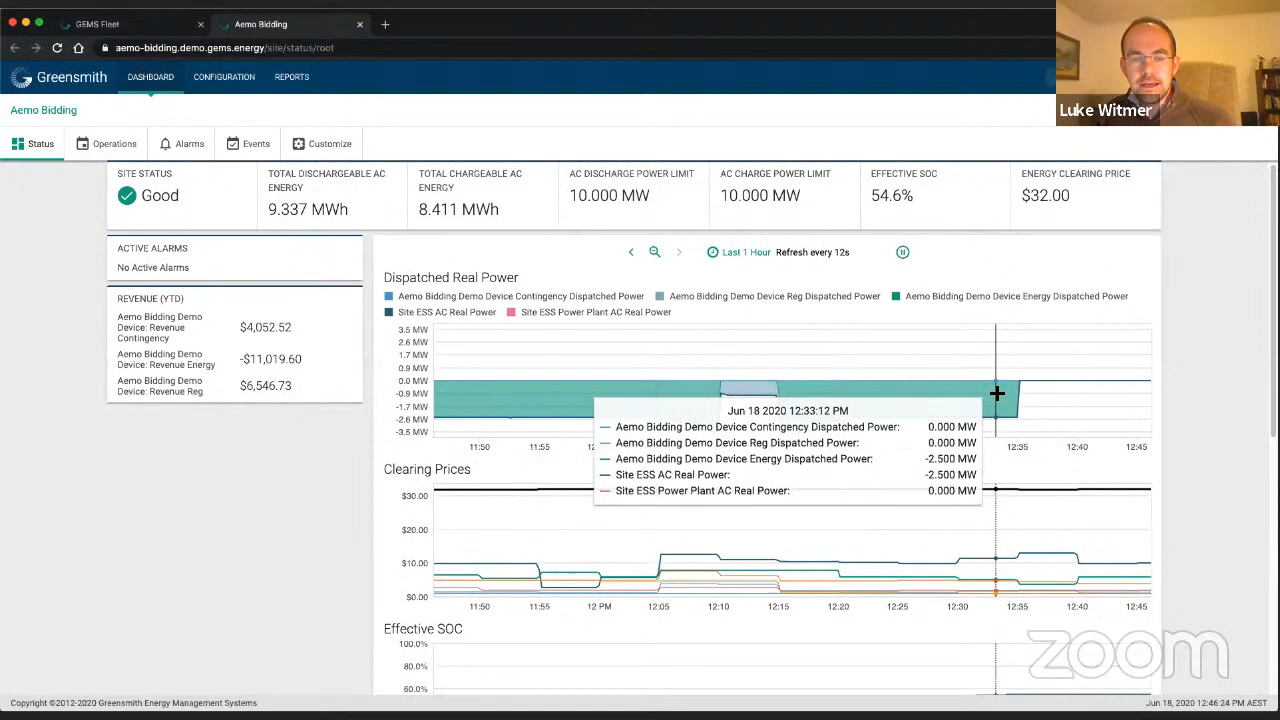 GEMS Fleet
Aemo Bidding
aemo-bidding.demo.gems.energy/site/status/root
Luke Witmer
Greensmith
DASHBOARD
CONFIGURATION
REPORTS
Aemo Bidding
Status
Operations
Alarms
Events
Customize
SITE STATUS
Good
TOTAL DISCHARGEABLE AC
ENERGY
9.337 MWh
TOTAL CHARGEABLE AC
ENERGY
8.411 MWh
AC DISCHARGE POWER LIMIT
10.000 MW
AC CHARGE POWER LIMIT
10.000 MW
EFFECTIVE SOC
54.6%
ENERGY CLEARING PRICE
$32.00
ACTIVE ALARMS
No Active Alarms
REVENUE (YTD)
Aemo Bidding Demo
Device: Revenue
Contingency
$4,052.52
Aemo Bidding Demo
Device: Revenue Energy
-$11,019.60
Aemo Bidding Demo
Device: Revenue Reg
$6,546.73
Last 1 Hour Refresh every 12s
Dispatched Real Power
Aemo Bidding Demo Device Contingency Dispatched Power
Aemo Bidding Demo Device Reg Dispatched Power
Aemo Bidding Demo Device Energy Dispatched Power
Site ESS AC Real Power
Site ESS Power Plant AC Real Power
3.5 MW
2.6 MW
1.7 MW
0.9 MW
0.0 MW
-0.9 MW
-1.7 MW
-2.6 MW
-3.5 MW
11:50
11:55
12:35
12:40
12:45
Jun 18 2020 12:33:12 PM
Aemo Bidding Demo Device Contingency Dispatched Power: 0.000 MW
Aemo Bidding Demo Device Reg Dispatched Power: 0.000 MW
Aemo Bidding Demo Device Energy Dispatched Power: -2.500 MW
Site ESS AC Real Power: -2.500 MW
Site ESS Power Plant AC Real Power: 0.000 MW
Clearing Prices
$30.00
$20.00
$10.00
$0.00
11:50
11:55
12 PM
12:05
12:10
12:15
12:20
12:25
12:30
12:35
12:40
12:45
Effective SOC
100.0%
80.0%
60.0%
zoom
Copyright ©2012-2020 Greensmith Energy Management Systems
Jun 18, 2020 12:46:24 PM AEST